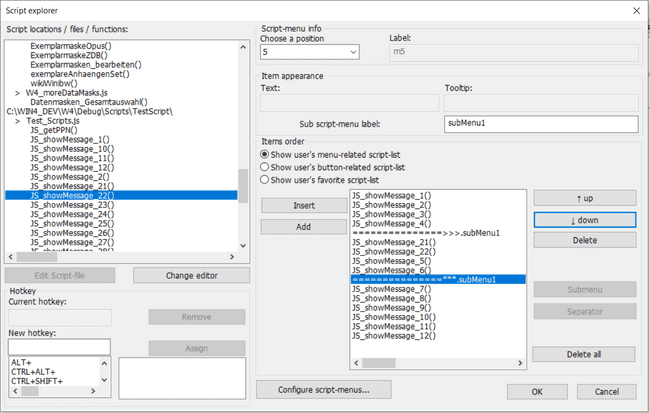 Script explorer
Script locations / files / functions:
ExemplarmaskeOpus()
ExemplarmaskeZDB()
Exemplarmasken_bearbeiten()
exemplareAnhaengenSet()
wikiWinibw()
> W4_moreDataMasks.js
Datenmasken_Gesamtauswahl()
C:\WIN4_DEV\W4\Debug\Scripts\TestScript\
> Test_Scripts.js
JS_getPPN()
JS_showMessage_1()
JS_showMessage_10()
JS_showMessage_11()
JS_showMessage_12()
JS_showMessage_2()
JS_showMessage_21()
JS_showMessage_22()
JS_showMessage_23()
JS_showMessage_24()
JS_showMessage_25()
JS_showMessage_26()
JS_showMessage_27()
JS_showMessage_28()
Edit Script-file
Change editor
Hotkey
Current hotkey:
Remove
New hotkey:
Assign
ALT+
CTRL+ALT+
CTRL+SHIFT+
Script-menu info
Choose a position
Label:
5
m5
Item appearance
Text:
Tooltip:
Sub script-menu label:
subMenu1
Items order
Show user's menu-related script-list
Show user's button-related script-list
Show user's favorite script-list
Insert
Add
JS_showMessage_1()
JS_showMessage_2()
JS_showMessage_3()
JS_showMessage_4()
===============>>>.subMenu1
JS_showMessage_21()
JS_showMessage_22()
JS_showMessage_5()
JS_showMessage_6()
===============***.subMenu1
JS_showMessage_7()
JS_showMessage_8()
JS_showMessage_9()
JS_showMessage_10()
JS_showMessage_11()
JS_showMessage_12()
↑ up
↓ down
Delete
Submenu
Separator
Delete all
Configure script-menus...
OK
Cancel